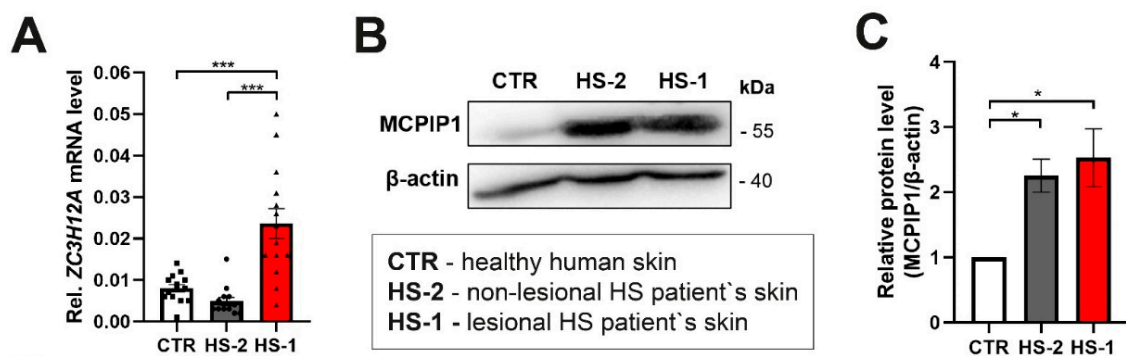 A
Rel. ZC3H12A mRNA level
0.06
0.05
0.04
0.03
0.02
0.01
0.00
***
***
CTR HS-2 HS-1
B
CTR HS-2 HS-1 kDa
MCPIP1 - 55
β-actin - 40
CTR - healthy human skin
HS-2 - non-lesional HS patient`s skin
HS-1 - lesional HS patient`s skin
C
Relative protein level
(MCPIP1/β-actin)
4
3
2
1
0
*
*
CTR HS-2 HS-1